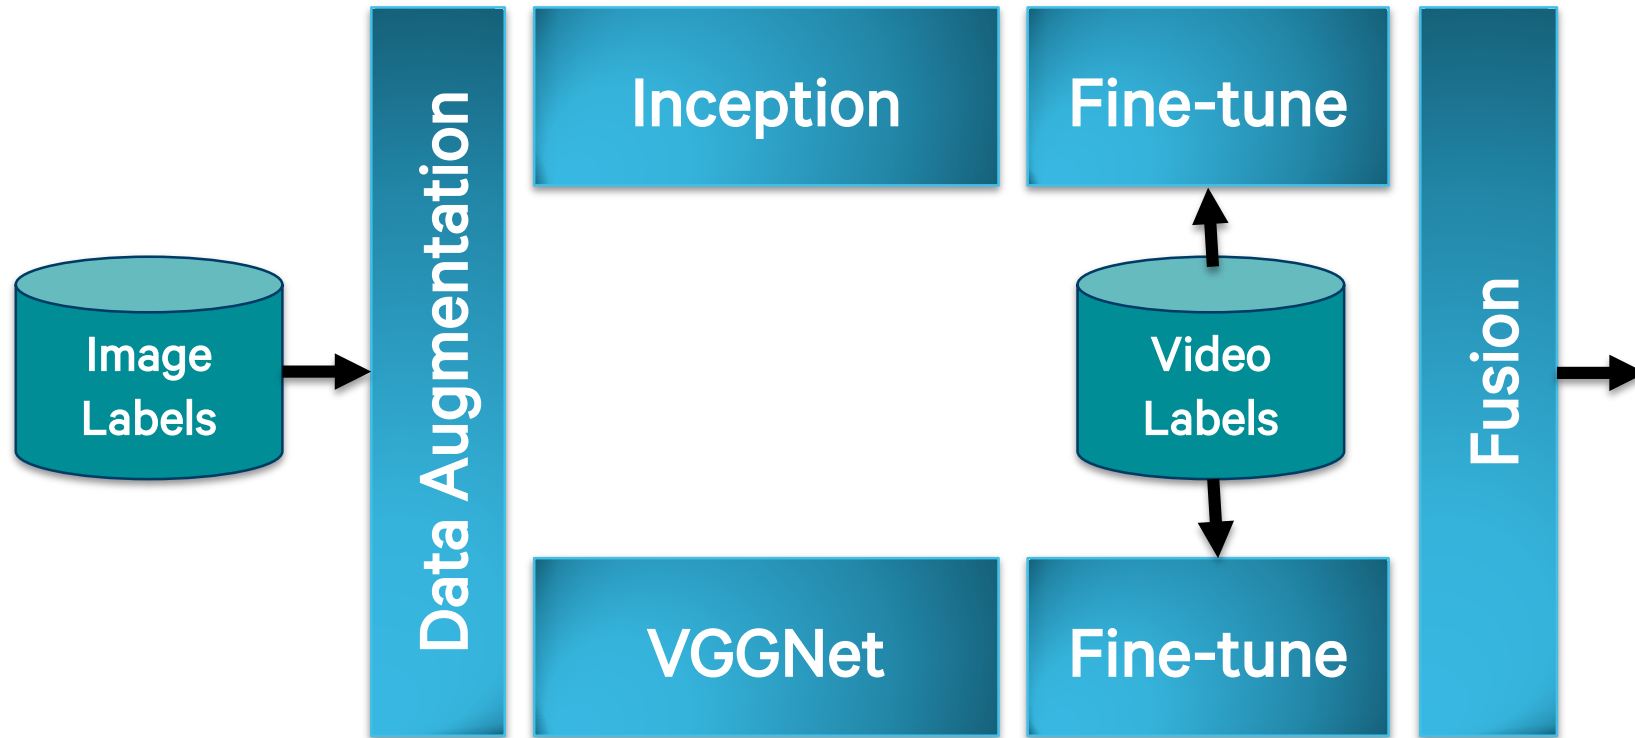 Image
Labels
Data Augmentation
Inception
Fine-tune
Video
Labels
VGGNet
Fine-tune
Fusion